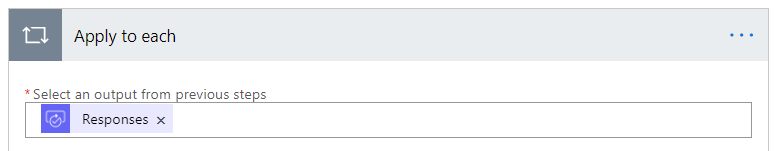 Apply to each
* Select an output from previous steps
Responses ×